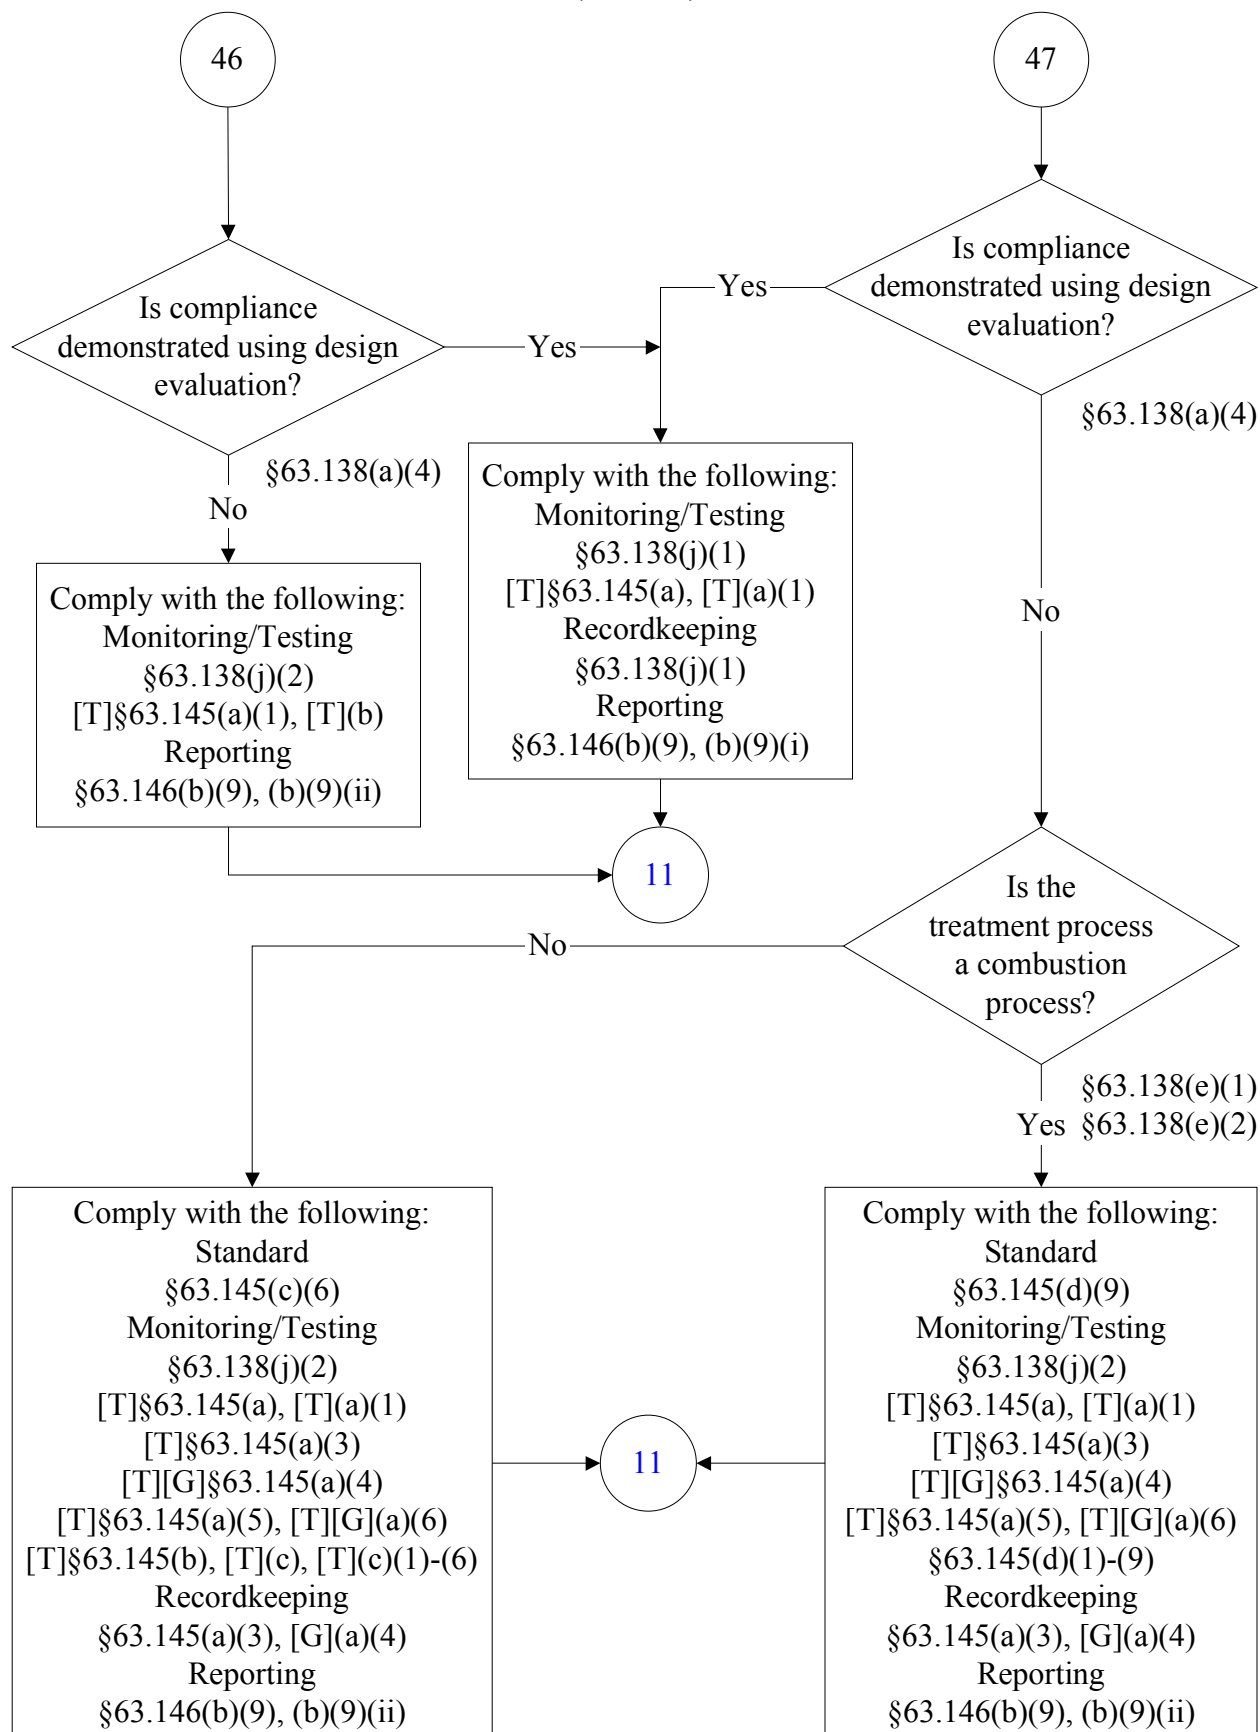 46
47
Is compliance
demonstrated using design
evaluation?
Yes
§63.138(a)(4)
No
Is compliance
demonstrated using design
evaluation?
Yes
§63.138(a)(4)
No
Comply with the following:
Monitoring/Testing
§63.138(j)(2)
[T]§63.145(a)(1), [T](b)
Reporting
§63.146(b)(9), (b)(9)(ii)
Comply with the following:
Monitoring/Testing
§63.138(j)(1)
[T]§63.145(a), [T](a)(1)
Recordkeeping
§63.138(j)(1)
Reporting
§63.146(b)(9), (b)(9)(i)
11
Is the
treatment process
a combustion
process?
No
§63.138(e)(1)
Yes §63.138(e)(2)
Comply with the following:
Standard
§63.145(c)(6)
Monitoring/Testing
§63.138(j)(2)
[T]§63.145(a), [T](a)(1)
[T]§63.145(a)(3)
[T][G]§63.145(a)(4)
[T]§63.145(a)(5), [T][G](a)(6)
[T]§63.145(b), [T](c), [T](c)(1)-(6)
Recordkeeping
§63.145(a)(3), [G](a)(4)
Reporting
§63.146(b)(9), (b)(9)(ii)
11
Comply with the following:
Standard
§63.145(d)(9)
Monitoring/Testing
§63.138(j)(2)
[T]§63.145(a), [T](a)(1)
[T]§63.145(a)(3)
[T][G]§63.145(a)(4)
[T]§63.145(a)(5), [T][G](a)(6)
§63.145(d)(1)-(9)
Recordkeeping
§63.145(a)(3), [G](a)(4)
Reporting
§63.146(b)(9), (b)(9)(ii)